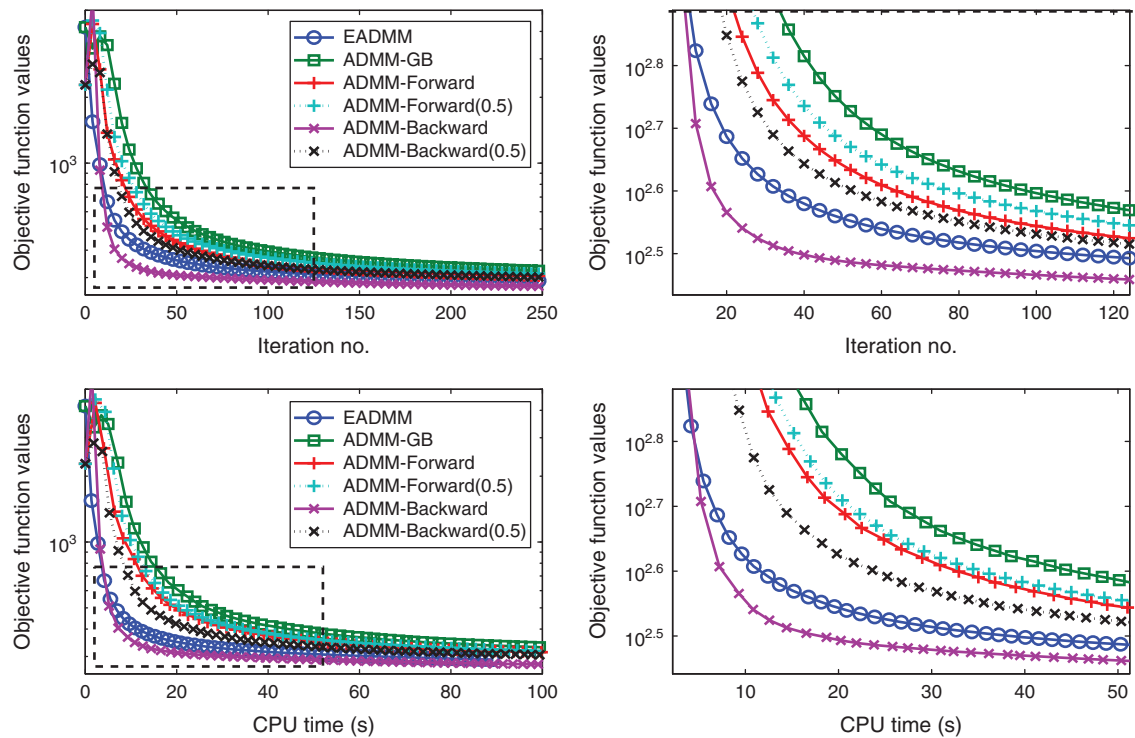 Objective function values
10^3
0
50
100
150
200
250
Iteration no.
EADMM
ADMM-GB
ADMM-Forward
ADMM-Forward(0.5)
ADMM-Backward
ADMM-Backward(0.5)
Objective function values
10^2.8
10^2.7
10^2.6
10^2.5
20
40
60
80
100
120
Iteration no.
Objective function values
10^3
0
20
40
60
80
100
CPU time (s)
EADMM
ADMM-GB
ADMM-Forward
ADMM-Forward(0.5)
ADMM-Backward
ADMM-Backward(0.5)
Objective function values
10^2.8
10^2.7
10^2.6
10^2.5
10
20
30
40
50
CPU time (s)